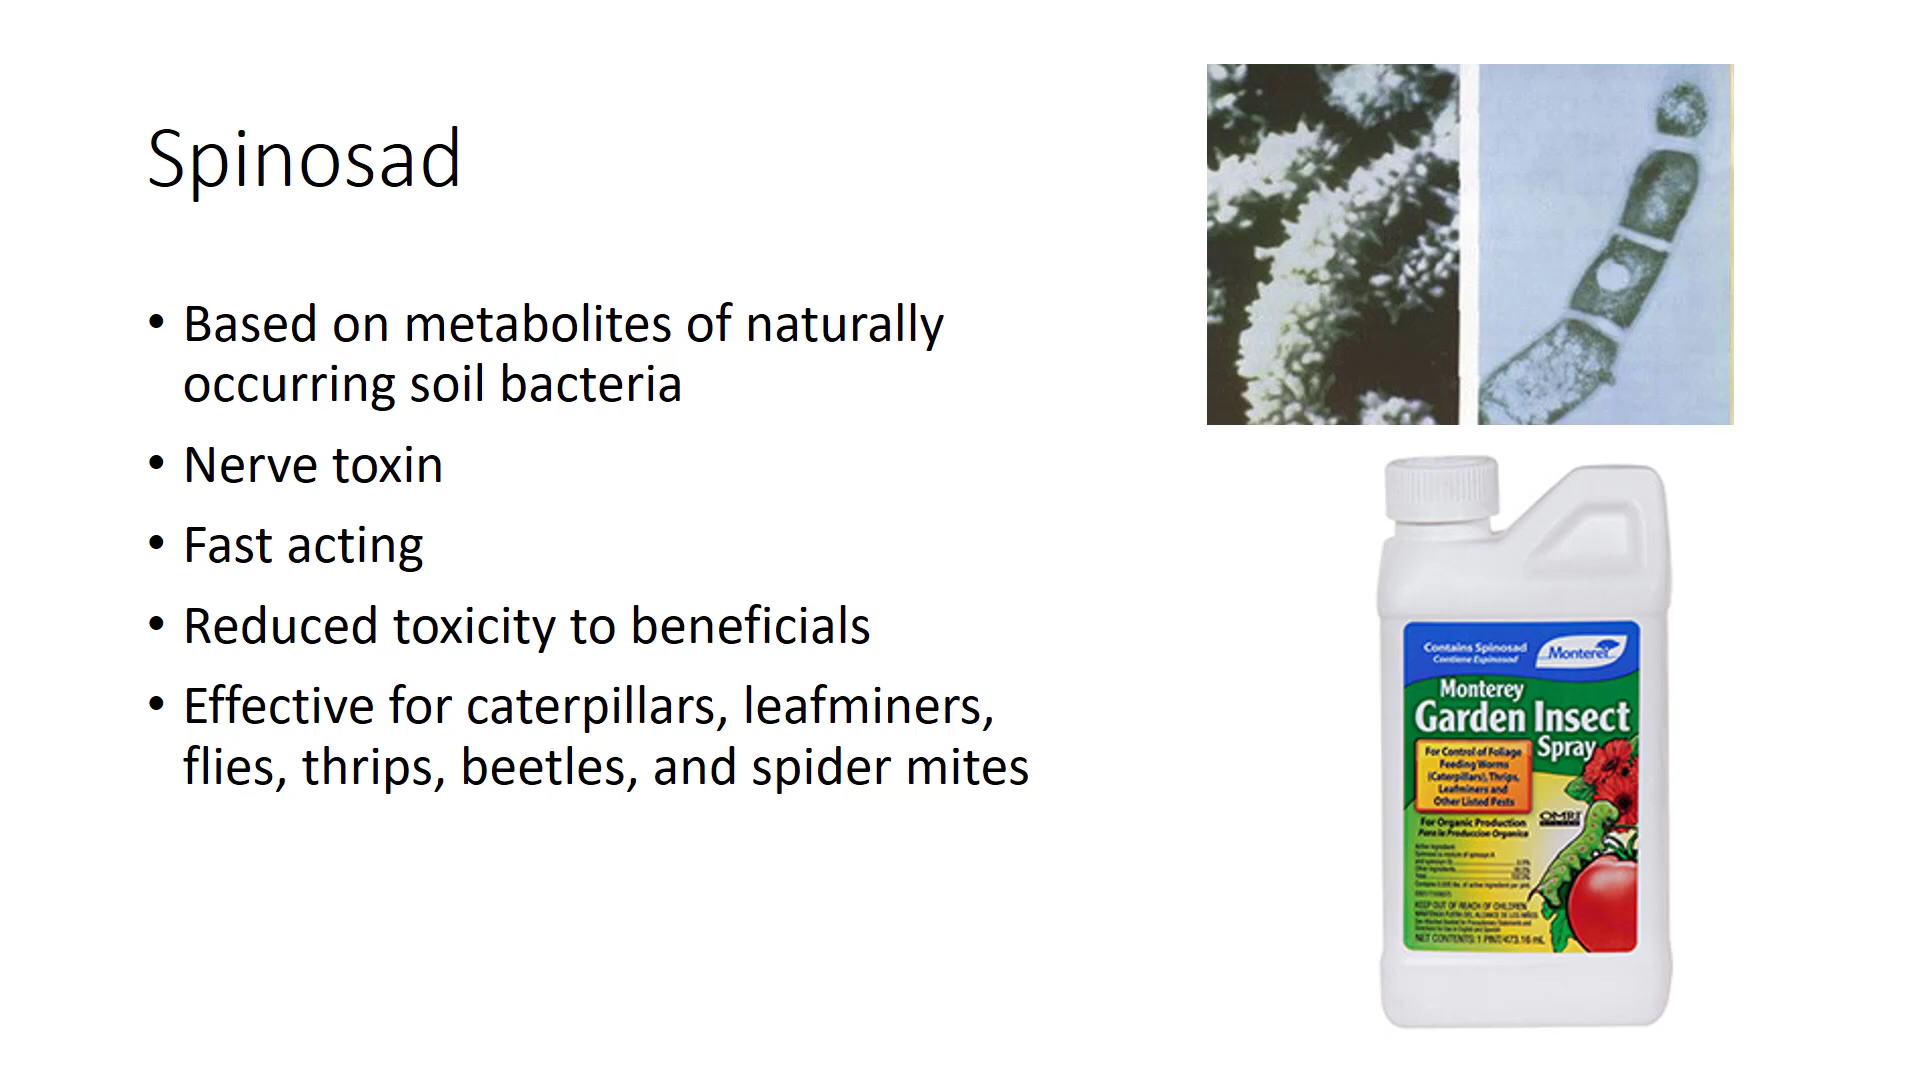 Spinosad
• Based on metabolites of naturally
occurring soil bacteria
• Nerve toxin
• Fast acting
• Reduced toxicity to beneficials
• Effective for caterpillars, leafminers,
flies, thrips, beetles, and spider mites
Contains Spinosad
Contiene Espinosad
Monterey
Monterey
Garden Insect
Spray
For Control of Foliage
Feeding Worms
(Caterpillars), Thrips,
Leafminers and
Other Listed Pests
OMRI
For Organic Production
Para la Produccion Organica
KEEP OUT OF REACH OF CHILDREN
NET CONTENTS: 1 PINT/473.16 mL